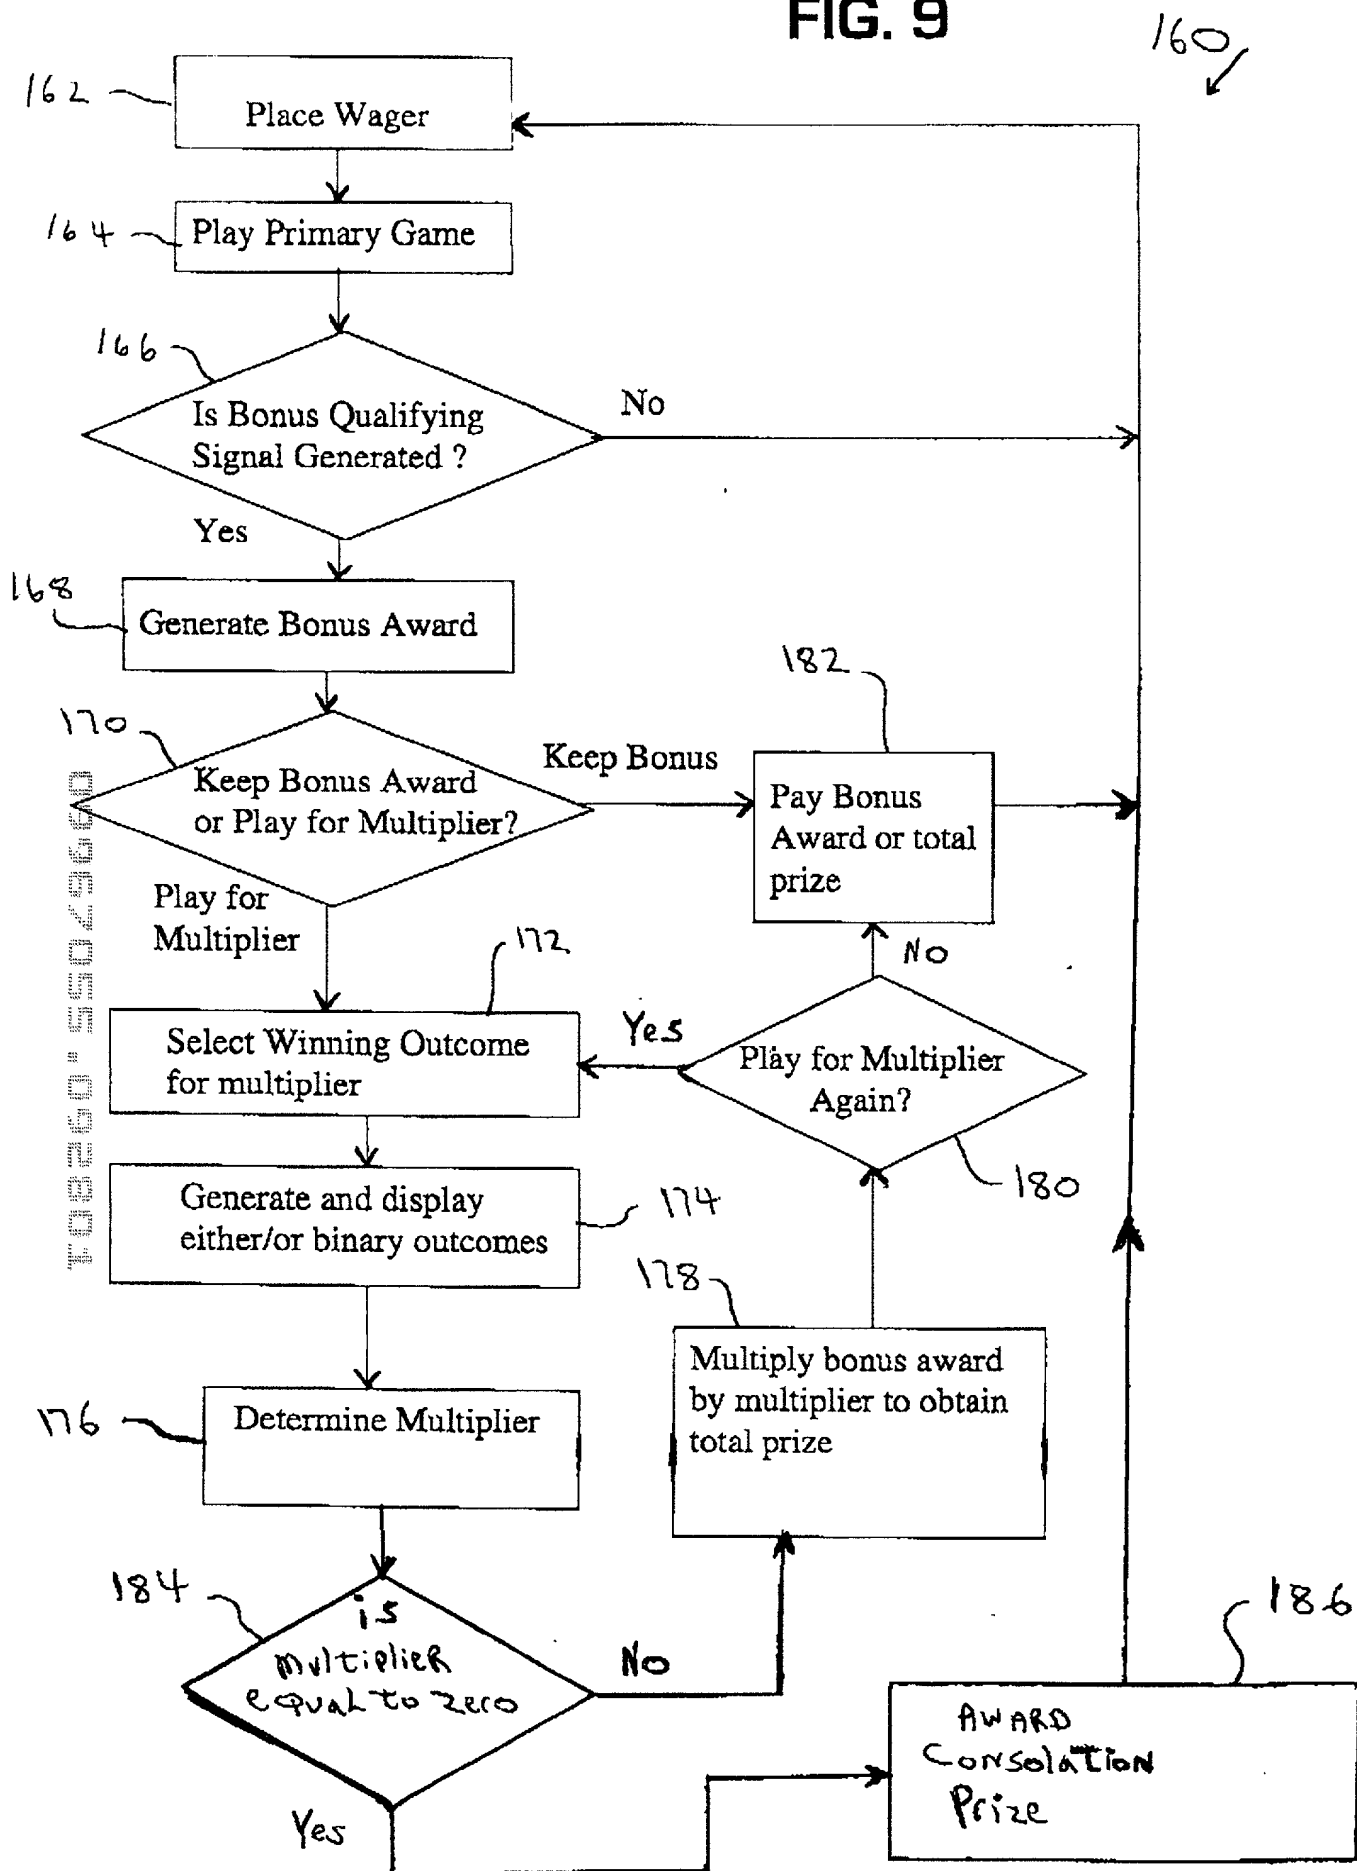 FIG. 9
160
162
Place Wager
164
Play Primary Game
166
Is Bonus Qualifying
Signal Generated ?
No
Yes
168
Generate Bonus Award
182
170
Keep Bonus Award
or Play for Multiplier?
Keep Bonus
Pay Bonus
Award or total
prize
Play for
Multiplier
172
No
Select Winning Outcome
for multiplier
Yes
Play for Multiplier
Again?
180
Generate and display
either/or binary outcomes
174
178
Multiply bonus award
by multiplier to obtain
total prize
176
Determine Multiplier
184
is
Multiplier
equal to zero
No
186
AWARD
Consolation
Prize
Yes
09967055.092801